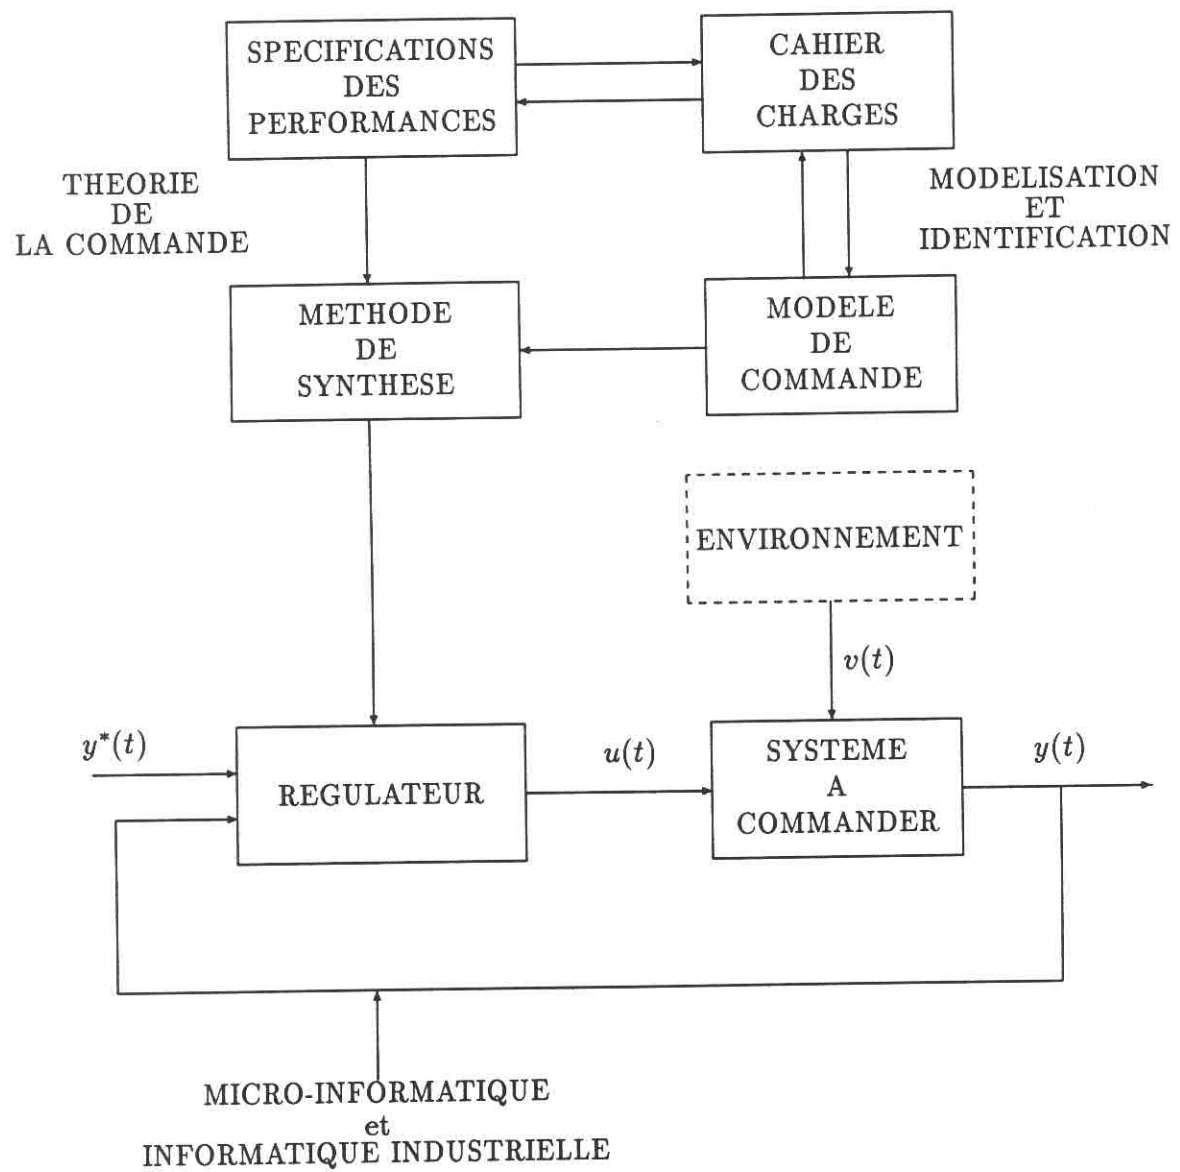 SPECIFICATIONS
DES
PERFORMANCES
CAHIER
DES
CHARGES
THEORIE
DE
LA COMMANDE
MODELISATION
ET
IDENTIFICATION
METHODE
DE
SYNTHESE
MODELE
DE
COMMANDE
ENVIRONNEMENT
v(t)
y*(t)
REGULATEUR
u(t)
SYSTEME
A
COMMANDER
y(t)
MICRO-INFORMATIQUE
et
INFORMATIQUE INDUSTRIELLE